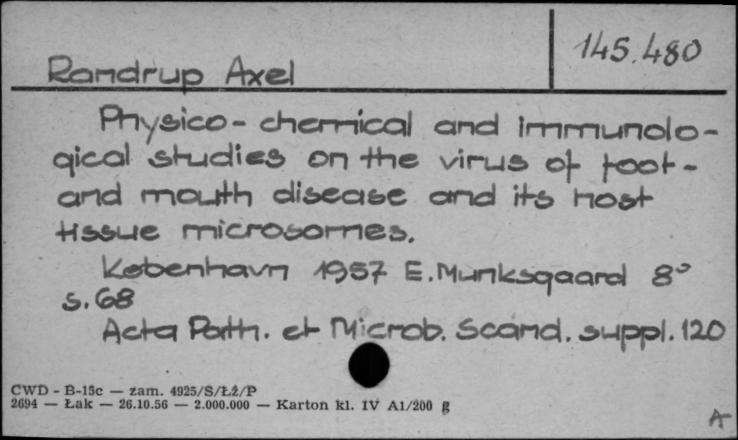 145.480
Randrup Axel
Physico-chemical and immunolo-
gical studies on the virus of foot-
and mouth disease and its host
tissue microsomes.
København 1957 E.Munksgaard 8°
s.68
Acta Path. et Microb. Scand. suppl. 120
CWD - B-15c — zam. 4925/S/ŁŻ/P
2694 — Łak — 26.10.56 — 2.000.000 — Karton kl. IV A1/200 g
A